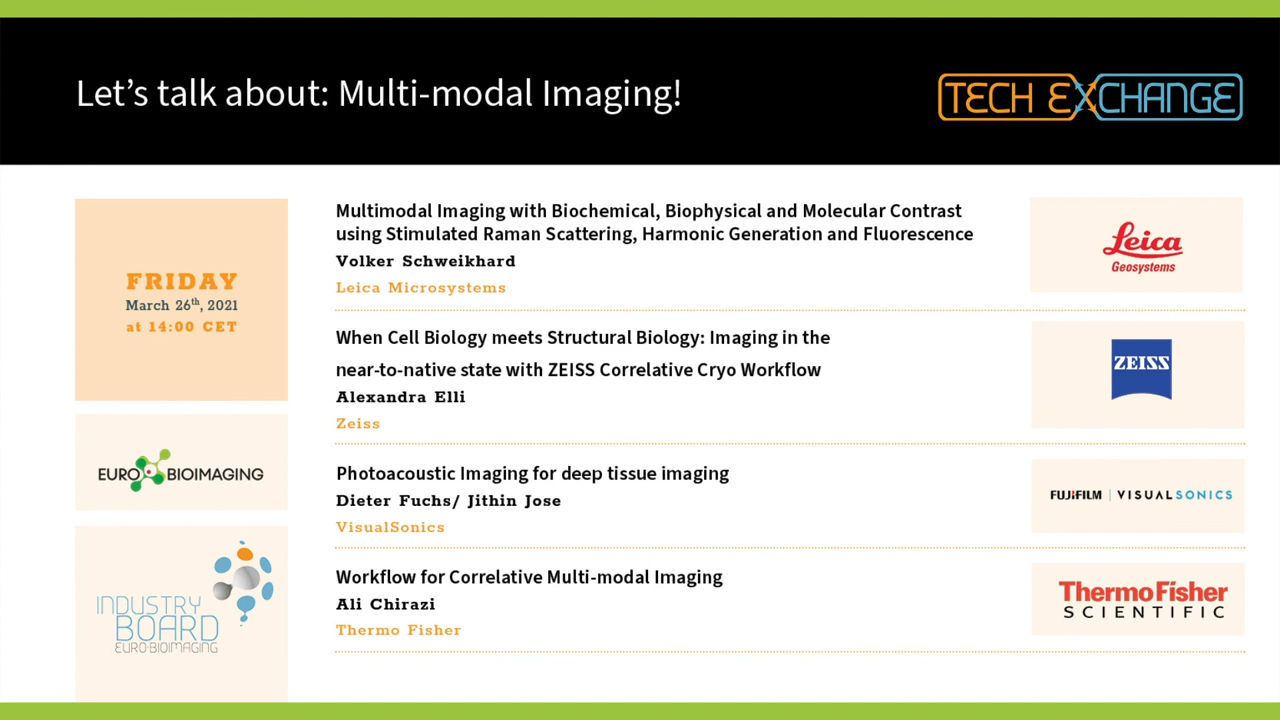 Let's talk about: Multi-modal Imaging!
TECH EXCHANGE
FRIDAY
March 26th, 2021
at 14:00 CET
EURO BIOIMAGING
INDUSTRY
BOARD
EURO-BIOIMAGING
Multimodal Imaging with Biochemical, Biophysical and Molecular Contrast
using Stimulated Raman Scattering, Harmonic Generation and Fluorescence
Volker Schweikhard
Leica Microsystems
Leica
Geosystems
When Cell Biology meets Structural Biology: Imaging in the
near-to-native state with ZEISS Correlative Cryo Workflow
Alexandra Elli
Zeiss
ZEISS
Photoacoustic Imaging for deep tissue imaging
Dieter Fuchs/ Jithin Jose
VisualSonics
FUJIFILM | VISUALSONICS
Workflow for Correlative Multi-modal Imaging
Ali Chirazi
Thermo Fisher
ThermoFisher
SCIENTIFIC